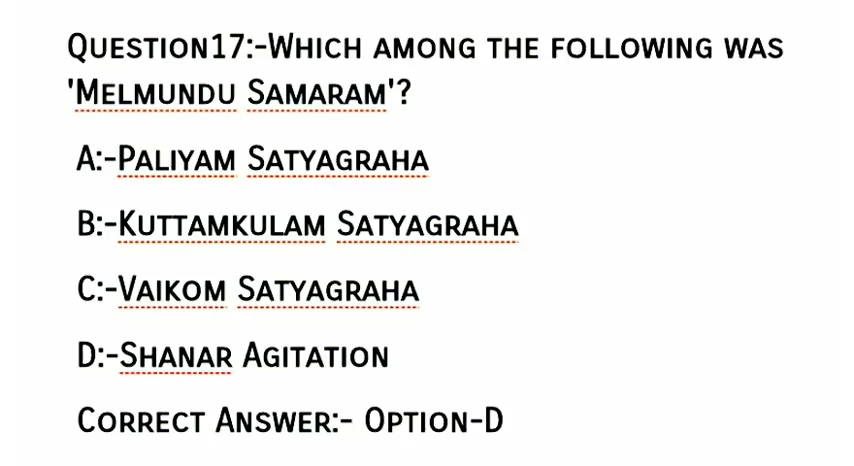 Question17:-Which among the following was
'Melmundu Samaram'?
A:-Paliyam Satyagraha
B:-Kuttamkulam Satyagraha
C:-Vaikom Satyagraha
D:-Shanar Agitation
Correct Answer:- Option-D